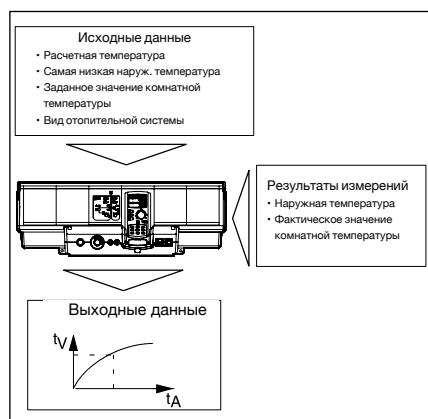 Исходные данные
• Расчетная температура
• Самая низкая наруж. температура
• Заданное значение комнатной
температуры
• Вид отопительной системы
Результаты измерений
• Наружная температура
• Фактическое значение
комнатной температуры
Выходные данные
tV
tA